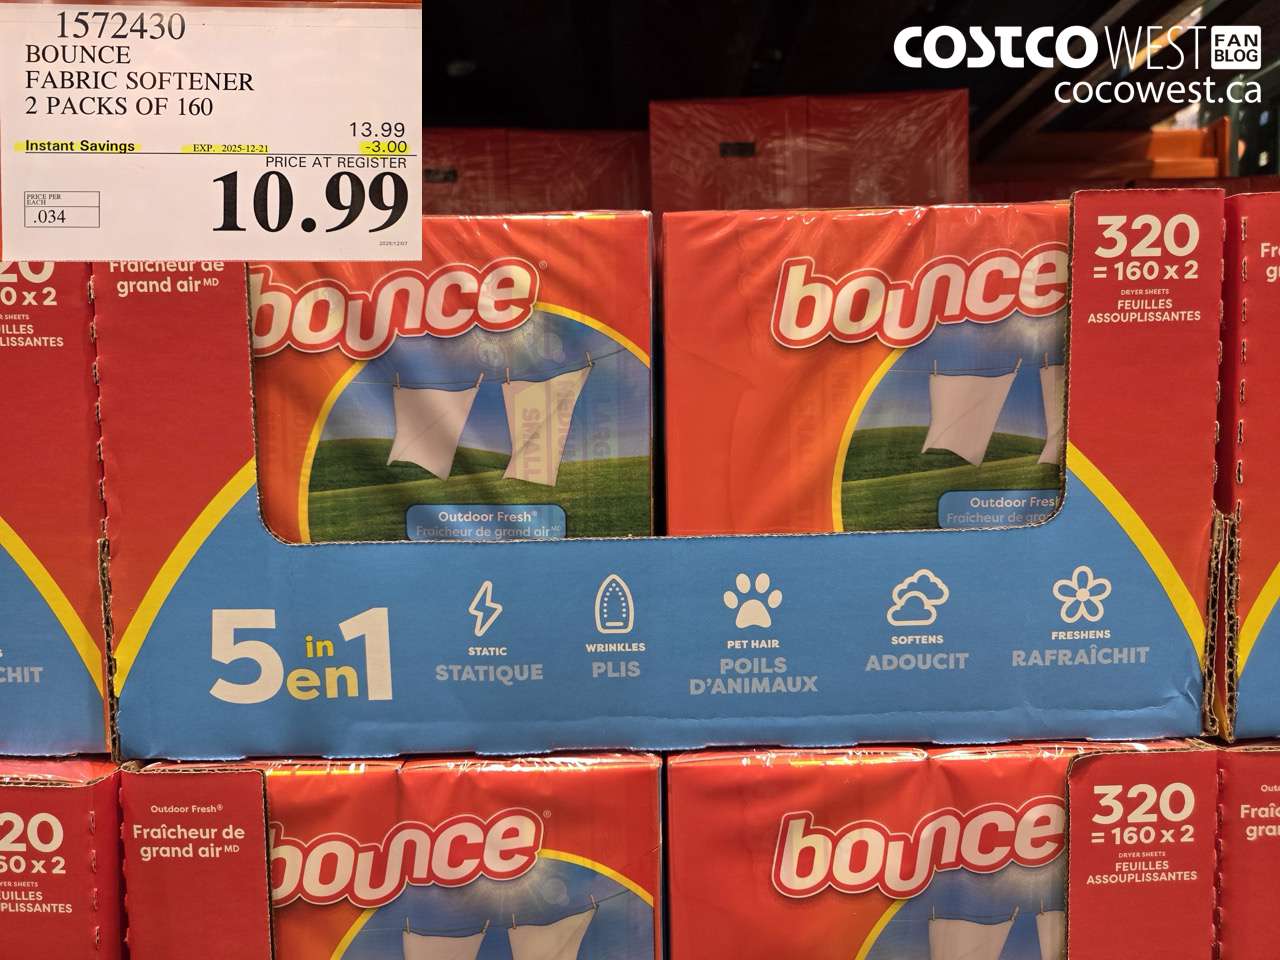 1572430
BOUNCE
FABRIC SOFTENER
2 PACKS OF 160
13.99
Instant Savings EXP. 2025-12-21 -3.00
PRICE AT REGISTER
10.99
PRICE PER
EACH
.034
COSTCO WEST FAN BLOG
cocowest.ca
Fraîcheur de
grand air MD
bounce®
Outdoor Fresh®
Fraîcheur de grand air MD
SMALL
bounce
320
= 160 x 2
DRYER SHEETS
FEUILLES
ASSOUPLISSANTES
5 in en 1
STATIC
STATIQUE
WRINKLES
PLIS
PET HAIR
POILS
D'ANIMAUX
SOFTENS
ADOUCIT
FRESHENS
RAFRAÎCHIT
Outdoor Fresh®
Fraîcheur de
grand air MD
bounce®
bounce
320
= 160 x 2
DRYER SHEETS
FEUILLES
ASSOUPLISSANTES